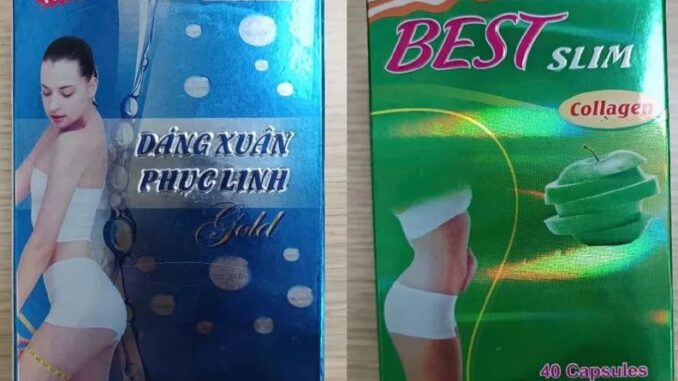 DÁNG XUÂN
PHỤC LINH
Gold
BEST SLIM
Collagen
40 Capsules